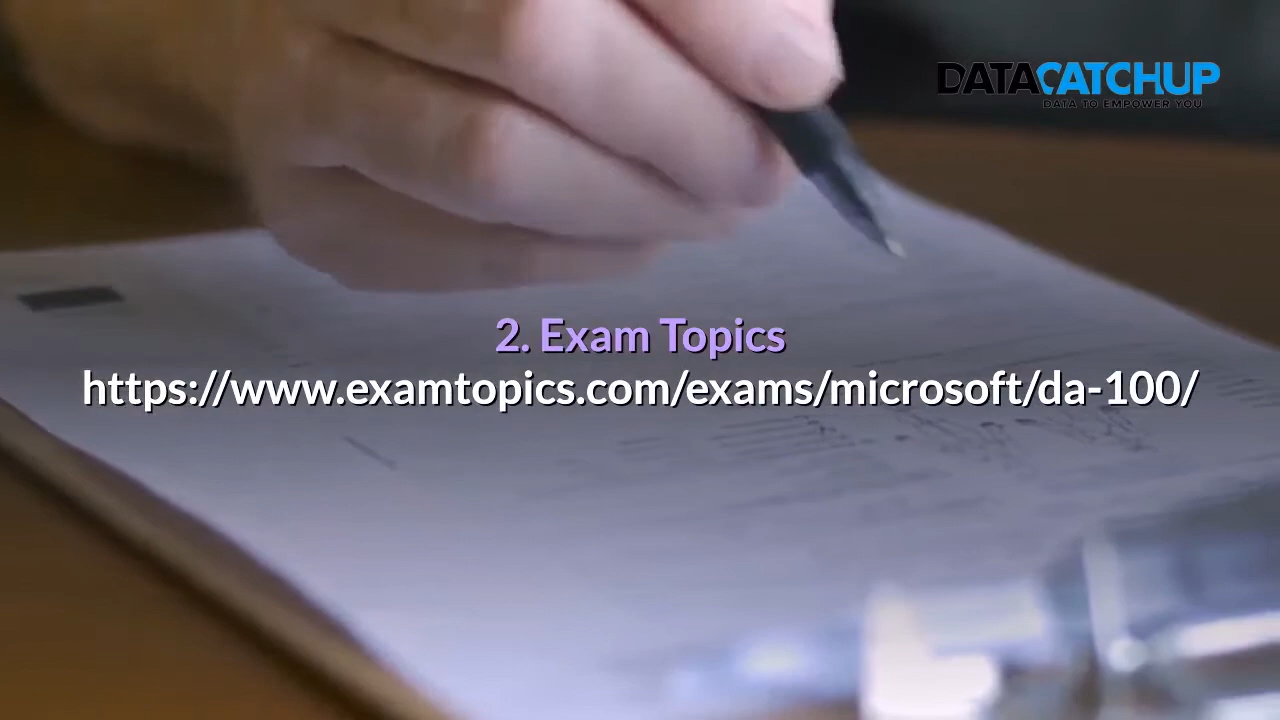 DATACATCHUP
DATA TO EMPOWER YOU
2. Exam Topics
https://www.examtopics.com/exams/microsoft/da-100/